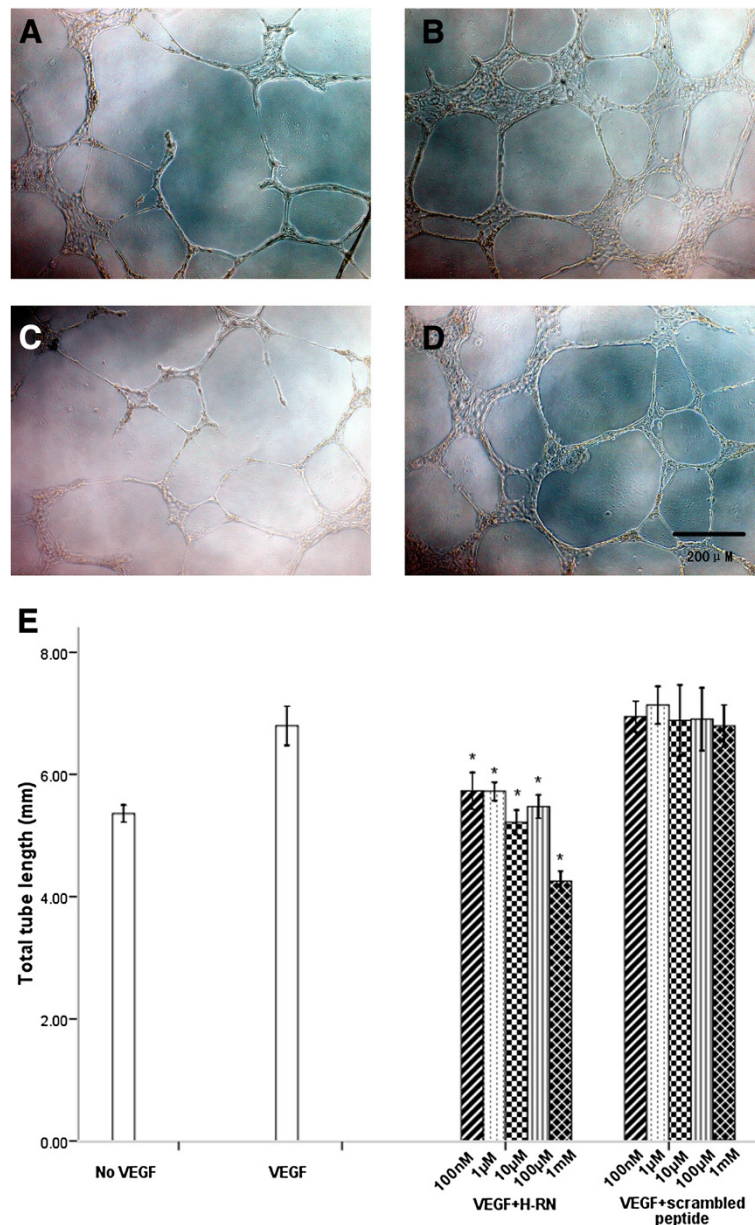 A
B
C
D
200 μM
E
Total tube length (mm)
8.00
6.00
4.00
2.00
0.00
* * * * *
No VEGF
VEGF
100nM 1μM 10μM 100μM 1mM
VEGF+H-RN
100nM 1μM 10μM 100μM 1mM
VEGF+scrambled
peptide